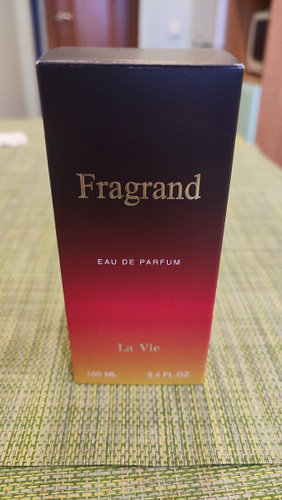 Fragrand
EAU DE PARFUM
La Vie
100 ML 3.4 FL OZ